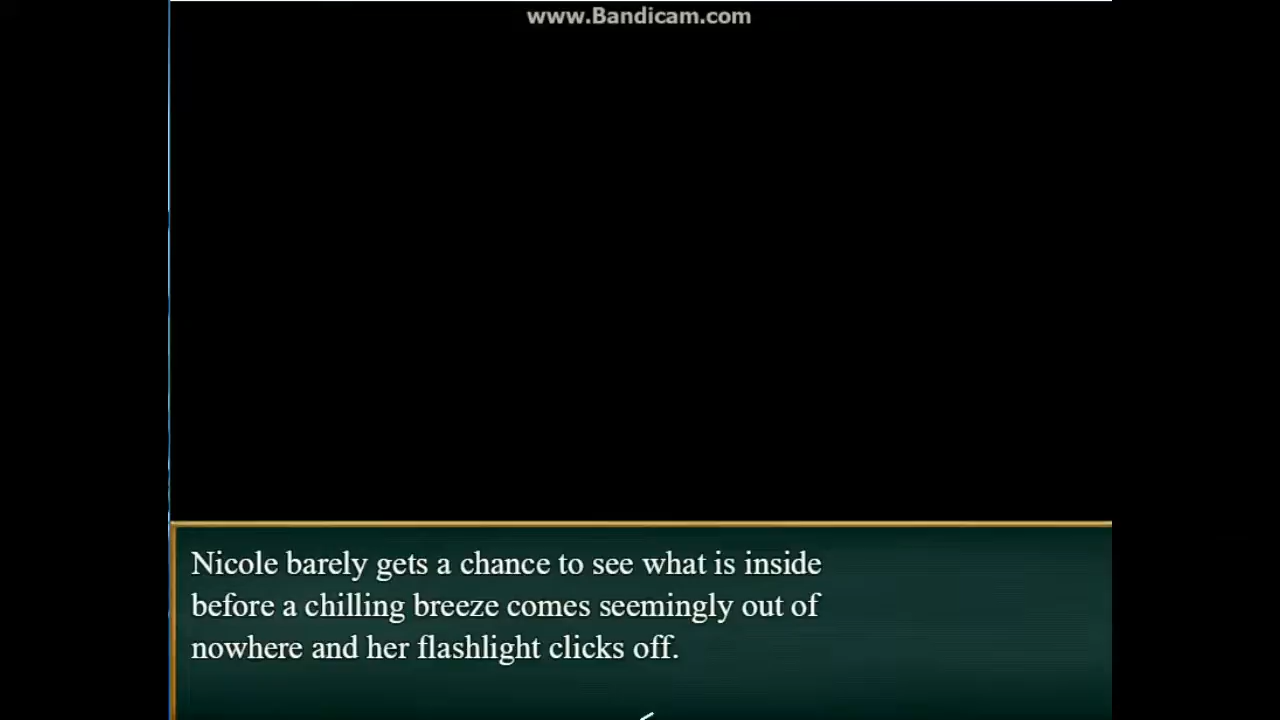 www.Bandicam.com
Nicole barely gets a chance to see what is inside
before a chilling breeze comes seemingly out of
nowhere and her flashlight clicks off.